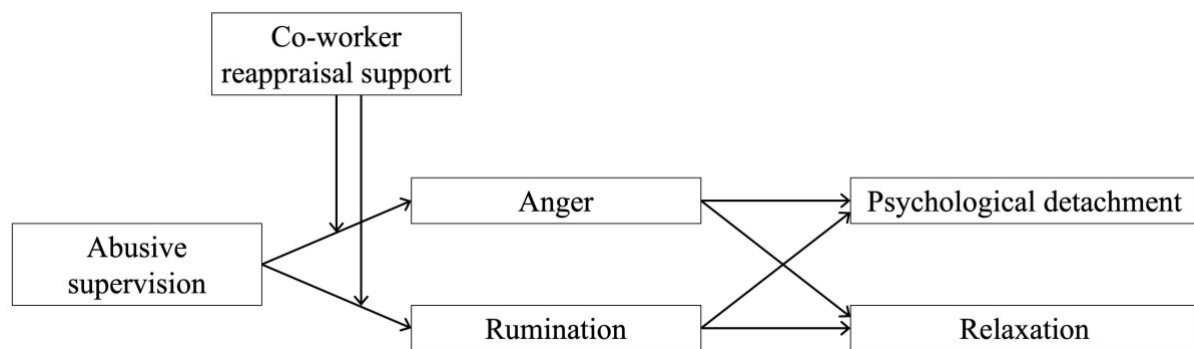 Co-worker
reappraisal support
Anger
Psychological detachment
Abusive
supervision
Rumination
Relaxation